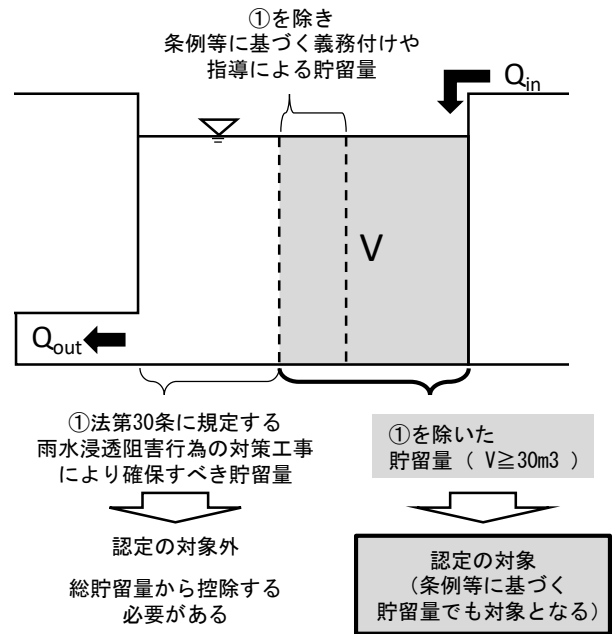 ①を除き
条例等に基づく義務付けや
指導による貯留量
Qin
V
Qout
①法第30条に規定する
雨水浸透阻害行為の対策工事
により確保すべき貯留量
①を除いた
貯留量（ V≧30m3 ）
認定の対象外
総貯留量から控除する
必要がある
認定の対象
（条例等に基づく
貯留量でも対象となる）